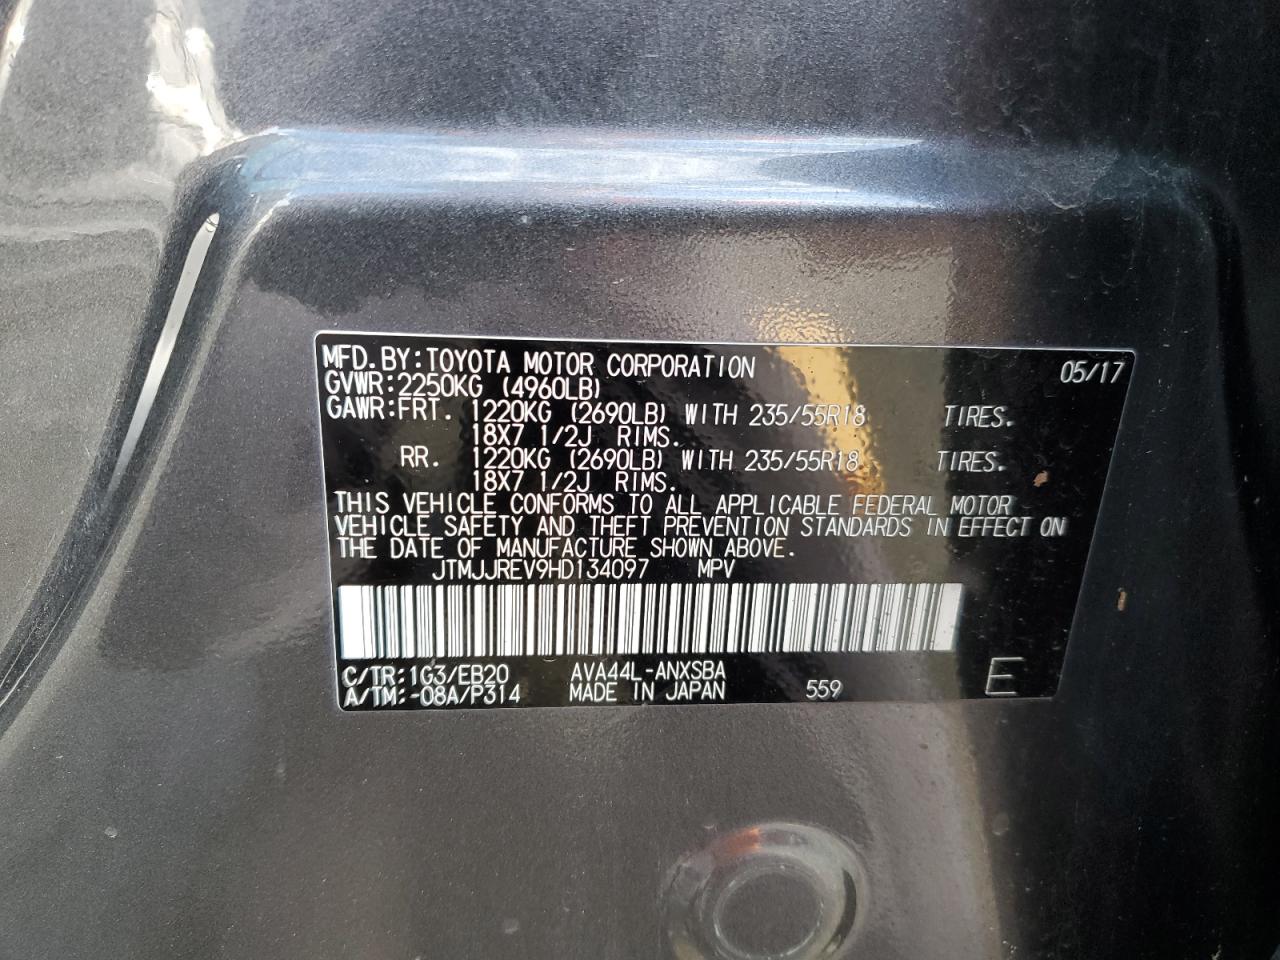 MFD.BY:TOYOTA MOTOR CORPORATION 05/17
GVWR:2250KG (4960LB)
GAWR:FRT. 1220KG (2690LB) WITH 235/55R18 TIRES.
18X7 1/2J RIMS.
RR. 1220KG (2690LB) WITH 235/55R18 TIRES.
18X7 1/2J RIMS.
THIS VEHICLE CONFORMS TO ALL APPLICABLE FEDERAL MOTOR
VEHICLE SAFETY AND THEFT PREVENTION STANDARDS IN EFFECT ON
THE DATE OF MANUFACTURE SHOWN ABOVE.
JTMJJREV9HD134097 MPV
C/TR:1G3/EB20 AVA44L-ANXSBA
A/TM:-08A/P314 MADE IN JAPAN 559 E